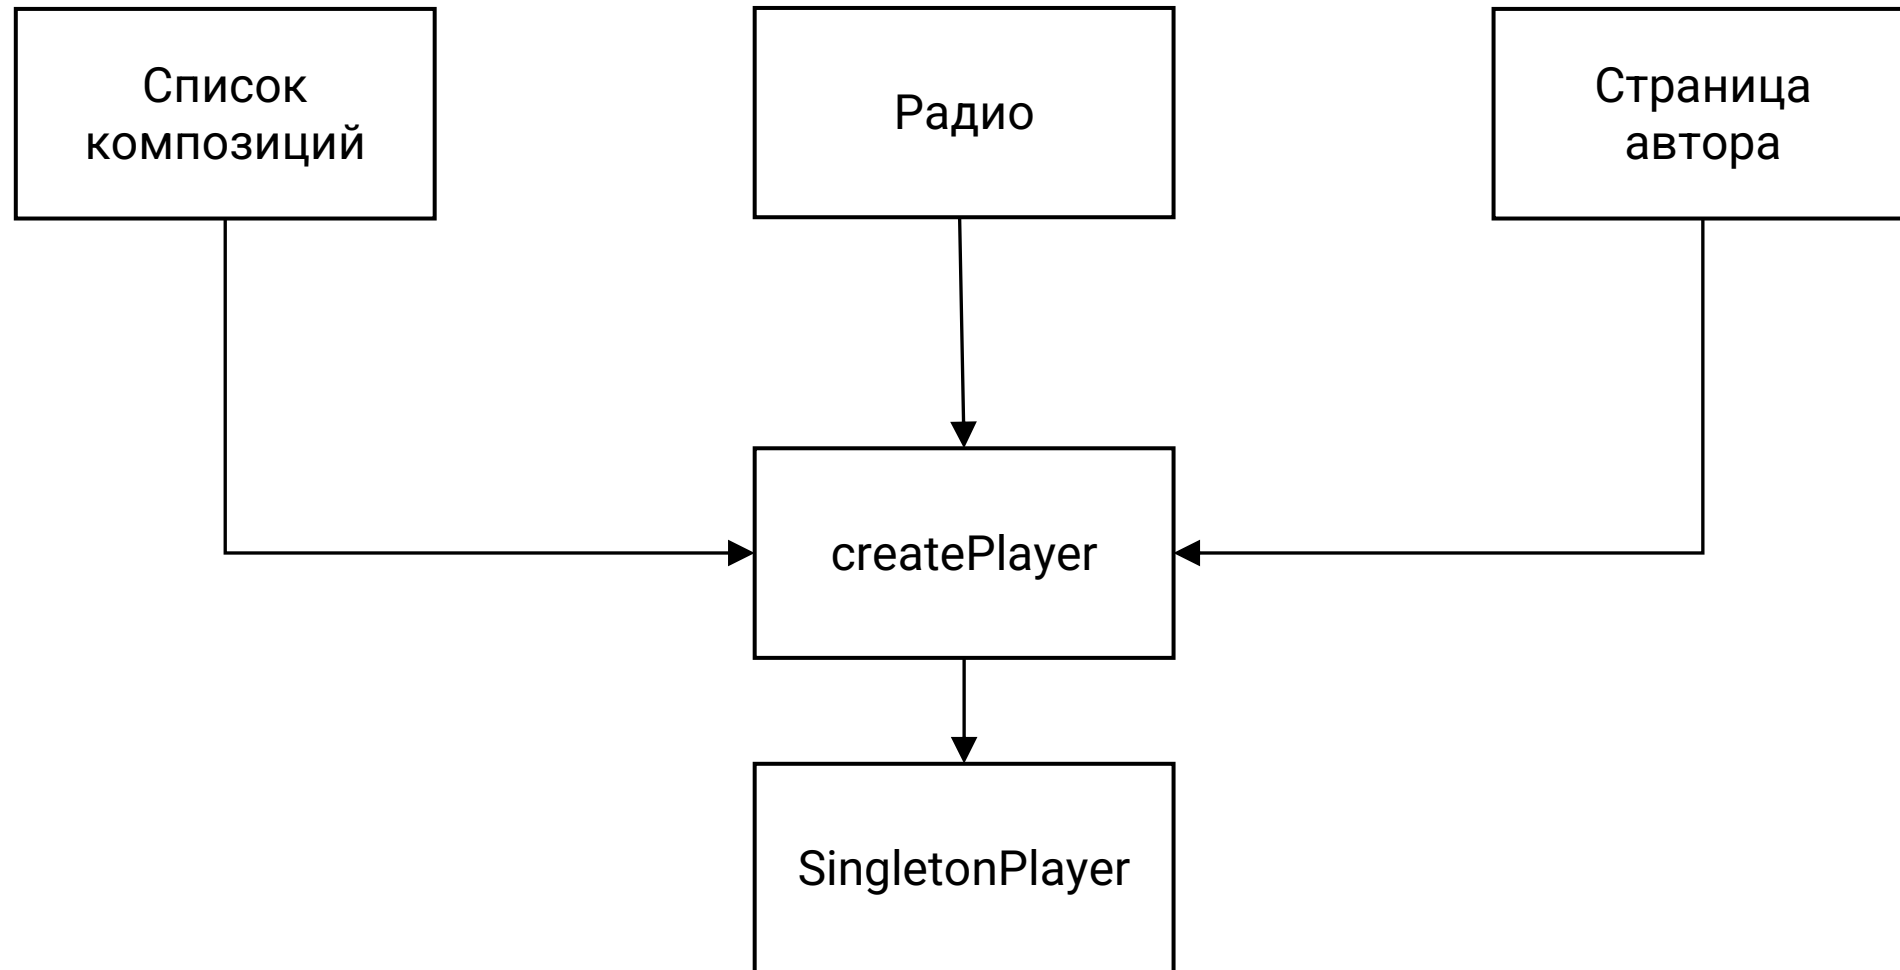 Список
композиций
Радио
Страница
автора
createPlayer
SingletonPlayer